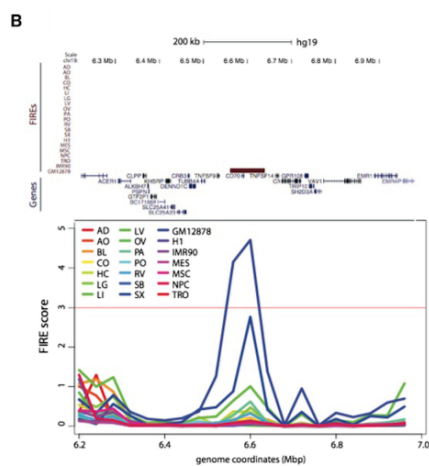 B
200 kb hg19
Scale
chr19: 6.3 Mb 6.4 Mb 6.5 Mb 6.6 Mb 6.7 Mb 6.8 Mb 6.9 Mb
FIREs
AD
AO
BL
CO
HC
LI
LG
LV
OV
PA
PO
RV
SB
SX
H1
MES
MSC
NPC
TRO
IMR90
GM12878
Genes
CLPP CRB3 TNFSF9 CD70 TNFSF14 GPR108 EMR1 EMR4P
ACER1 KHSRP TUBB4A C3 VAV1
ALKBH7 DENND1C TRIP10
PSPN SH2D3A
GTF2F1
SLC25A41
SLC25A23
5
4
3
2
1
0
FIRE score
AD LV GM12878
AO OV H1
BL PA IMR90
CO PO MES
HC RV MSC
LG SB NPC
LI SX TRO
6.2 6.4 6.6 6.8 7.0
genome coordinates (Mbp)